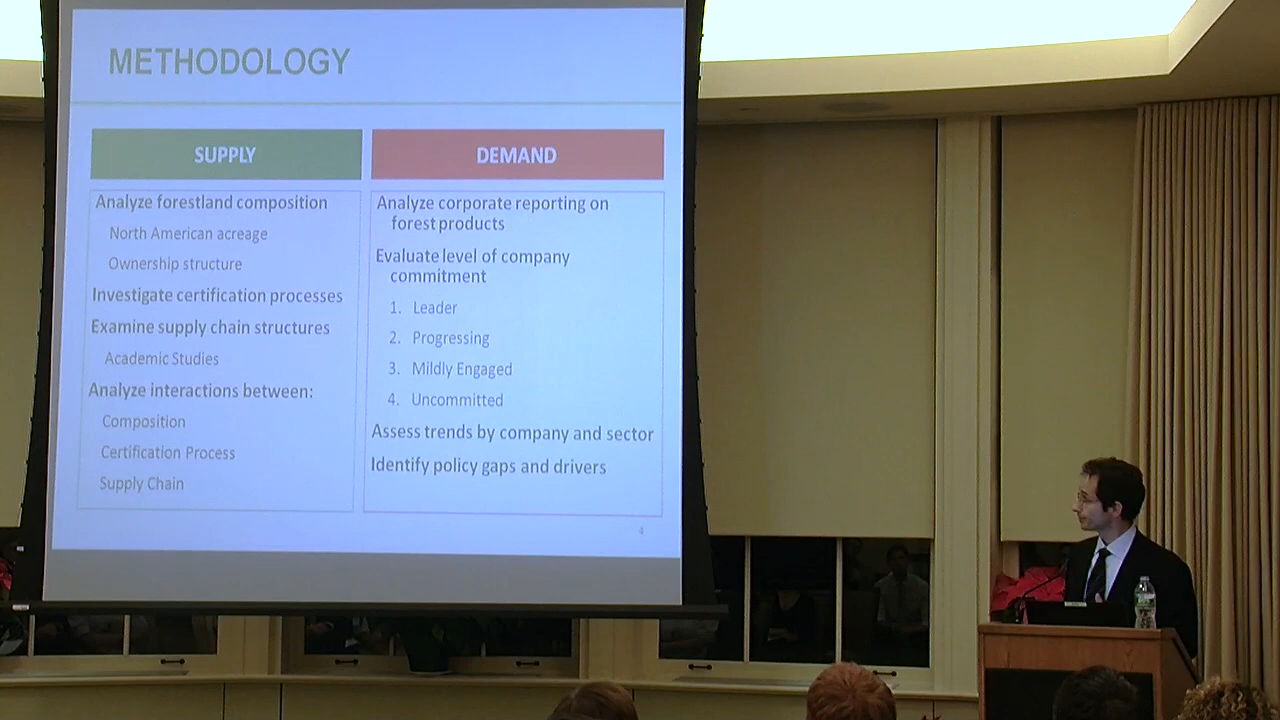 METHODOLOGY
SUPPLY
Analyze forestland composition
North American acreage
Ownership structure
Investigate certification processes
Examine supply chain structures
Academic Studies
Analyze interactions between:
Composition
Certification Process
Supply Chain
DEMAND
Analyze corporate reporting on
forest products
Evaluate level of company
commitment
1. Leader
2. Progressing
3. Mildly Engaged
4. Uncommitted
Assess trends by company and sector
Identify policy gaps and drivers
4